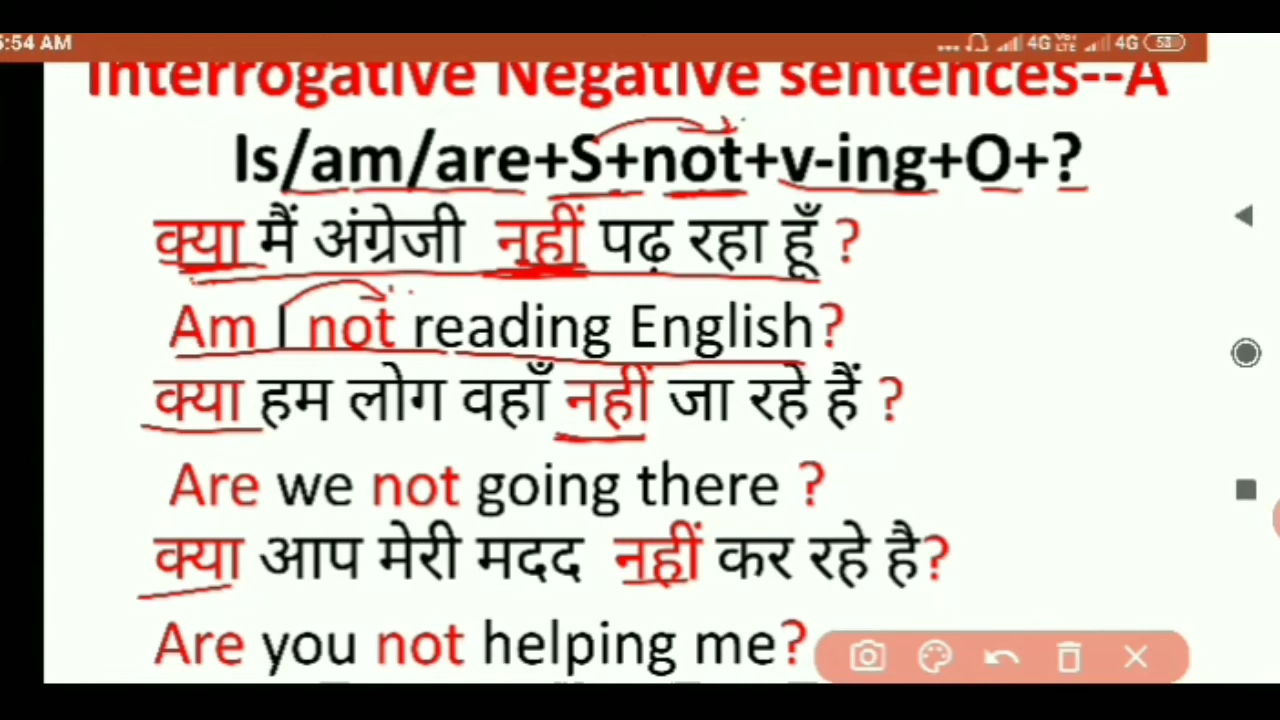 5:54 AM 4G VoLTE 4G 53
Interrogative Negative sentences--A
Is/am/are+S+not+v-ing+O+?
क्या मैं अंग्रेजी नहीं पढ़ रहा हूँ ?
Am I not reading English?
क्या हम लोग वहाँ नहीं जा रहे हैं ?
Are we not going there ?
क्या आप मेरी मदद नहीं कर रहे है?
Are you not helping me?